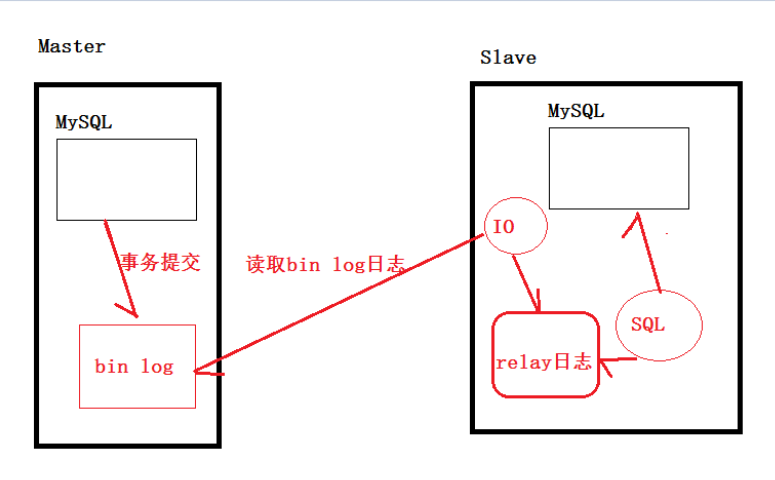 Master
Slave
MySQL
MySQL
IO
事务提交
读取bin log日志
SQL
bin log
relay日志